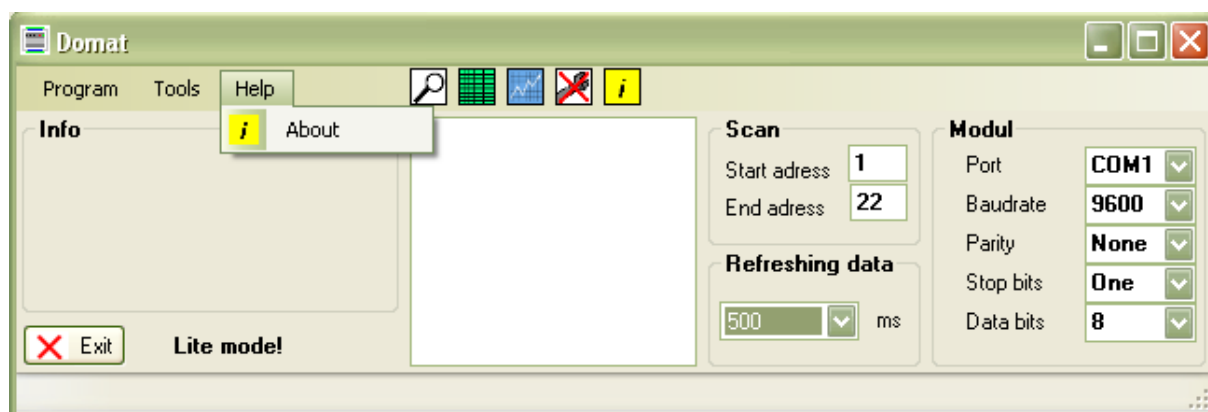 Domat
Program Tools Help
i
i About
Info
Exit
Lite mode!
Scan
Start adress 1
End adress 22
Refreshing data
500 ms
Modul
Port COM1
Baudrate 9600
Parity None
Stop bits One
Data bits 8